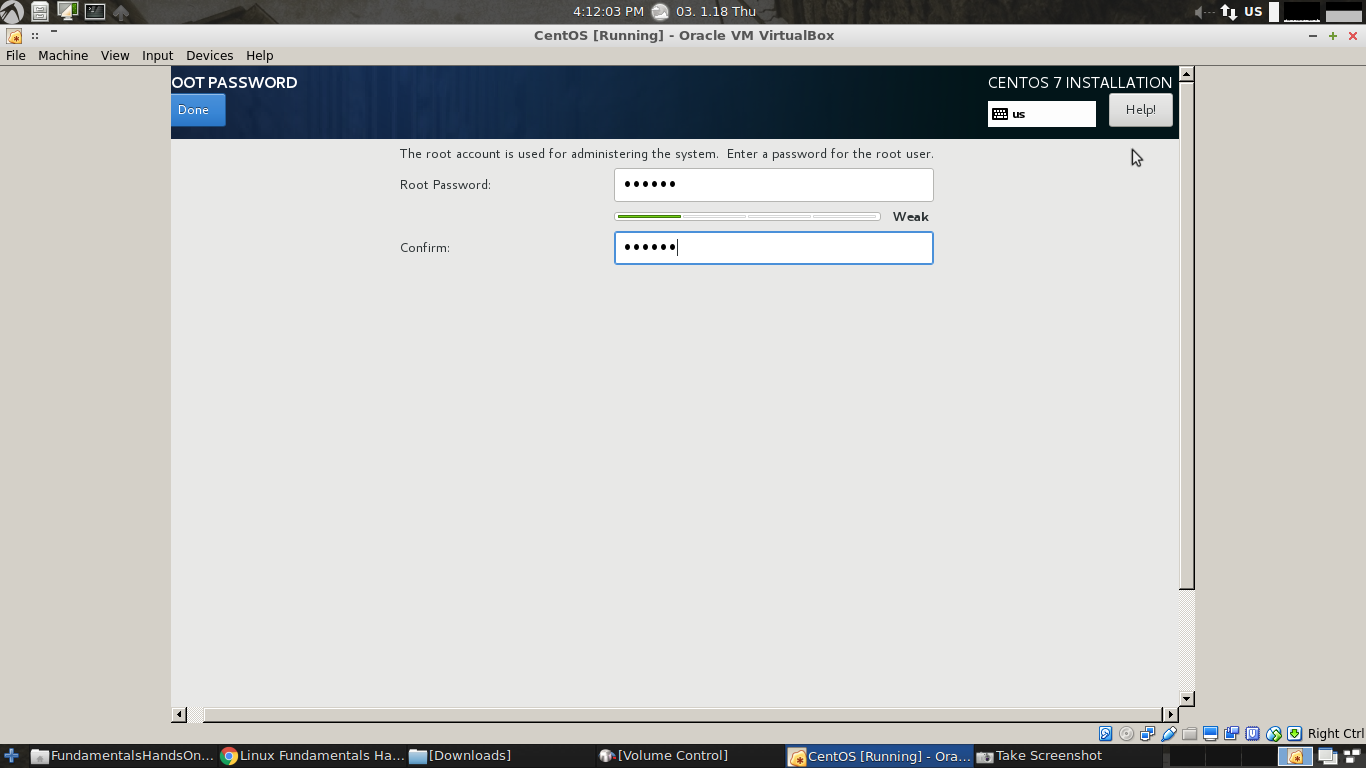 4:12:03 PM 03. 1.18 Thu US
CentOS [Running] - Oracle VM VirtualBox
File Machine View Input Devices Help
OOT PASSWORD CENTOS 7 INSTALLATION
Done us Help!
The root account is used for administering the system. Enter a password for the root user.
Root Password: ●●●●●●
Weak
Confirm: ●●●●●●
Right Ctrl
FundamentalsHandsOn... Linux Fundamentals Ha... [Downloads] [Volume Control] CentOS [Running] - Ora... Take Screenshot